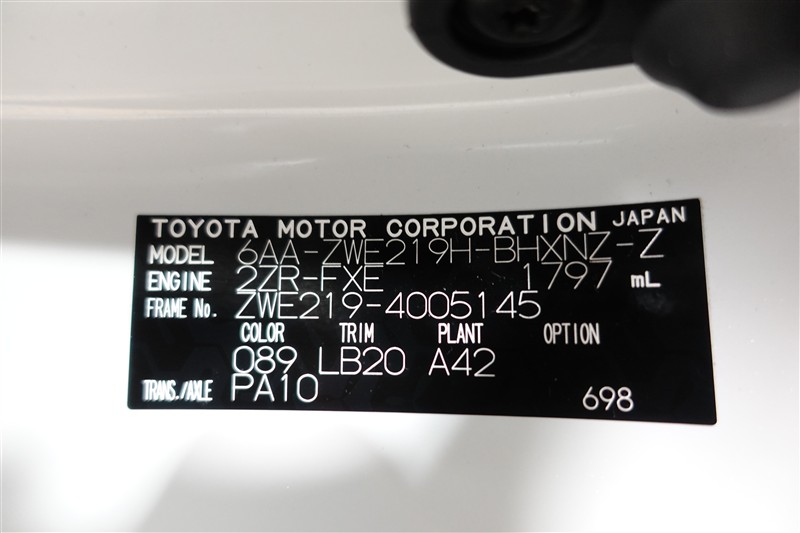 TOYOTA MOTOR CORPORATION JAPAN
MODEL 6AA-ZWE219H-BHXNZ-Z
ENGINE 2ZR-FXE 1797 mL
FRAME No. ZWE219-4005145
COLOR TRIM PLANT OPTION
089 LB20 A42
TRANS./AXLE PA10
698